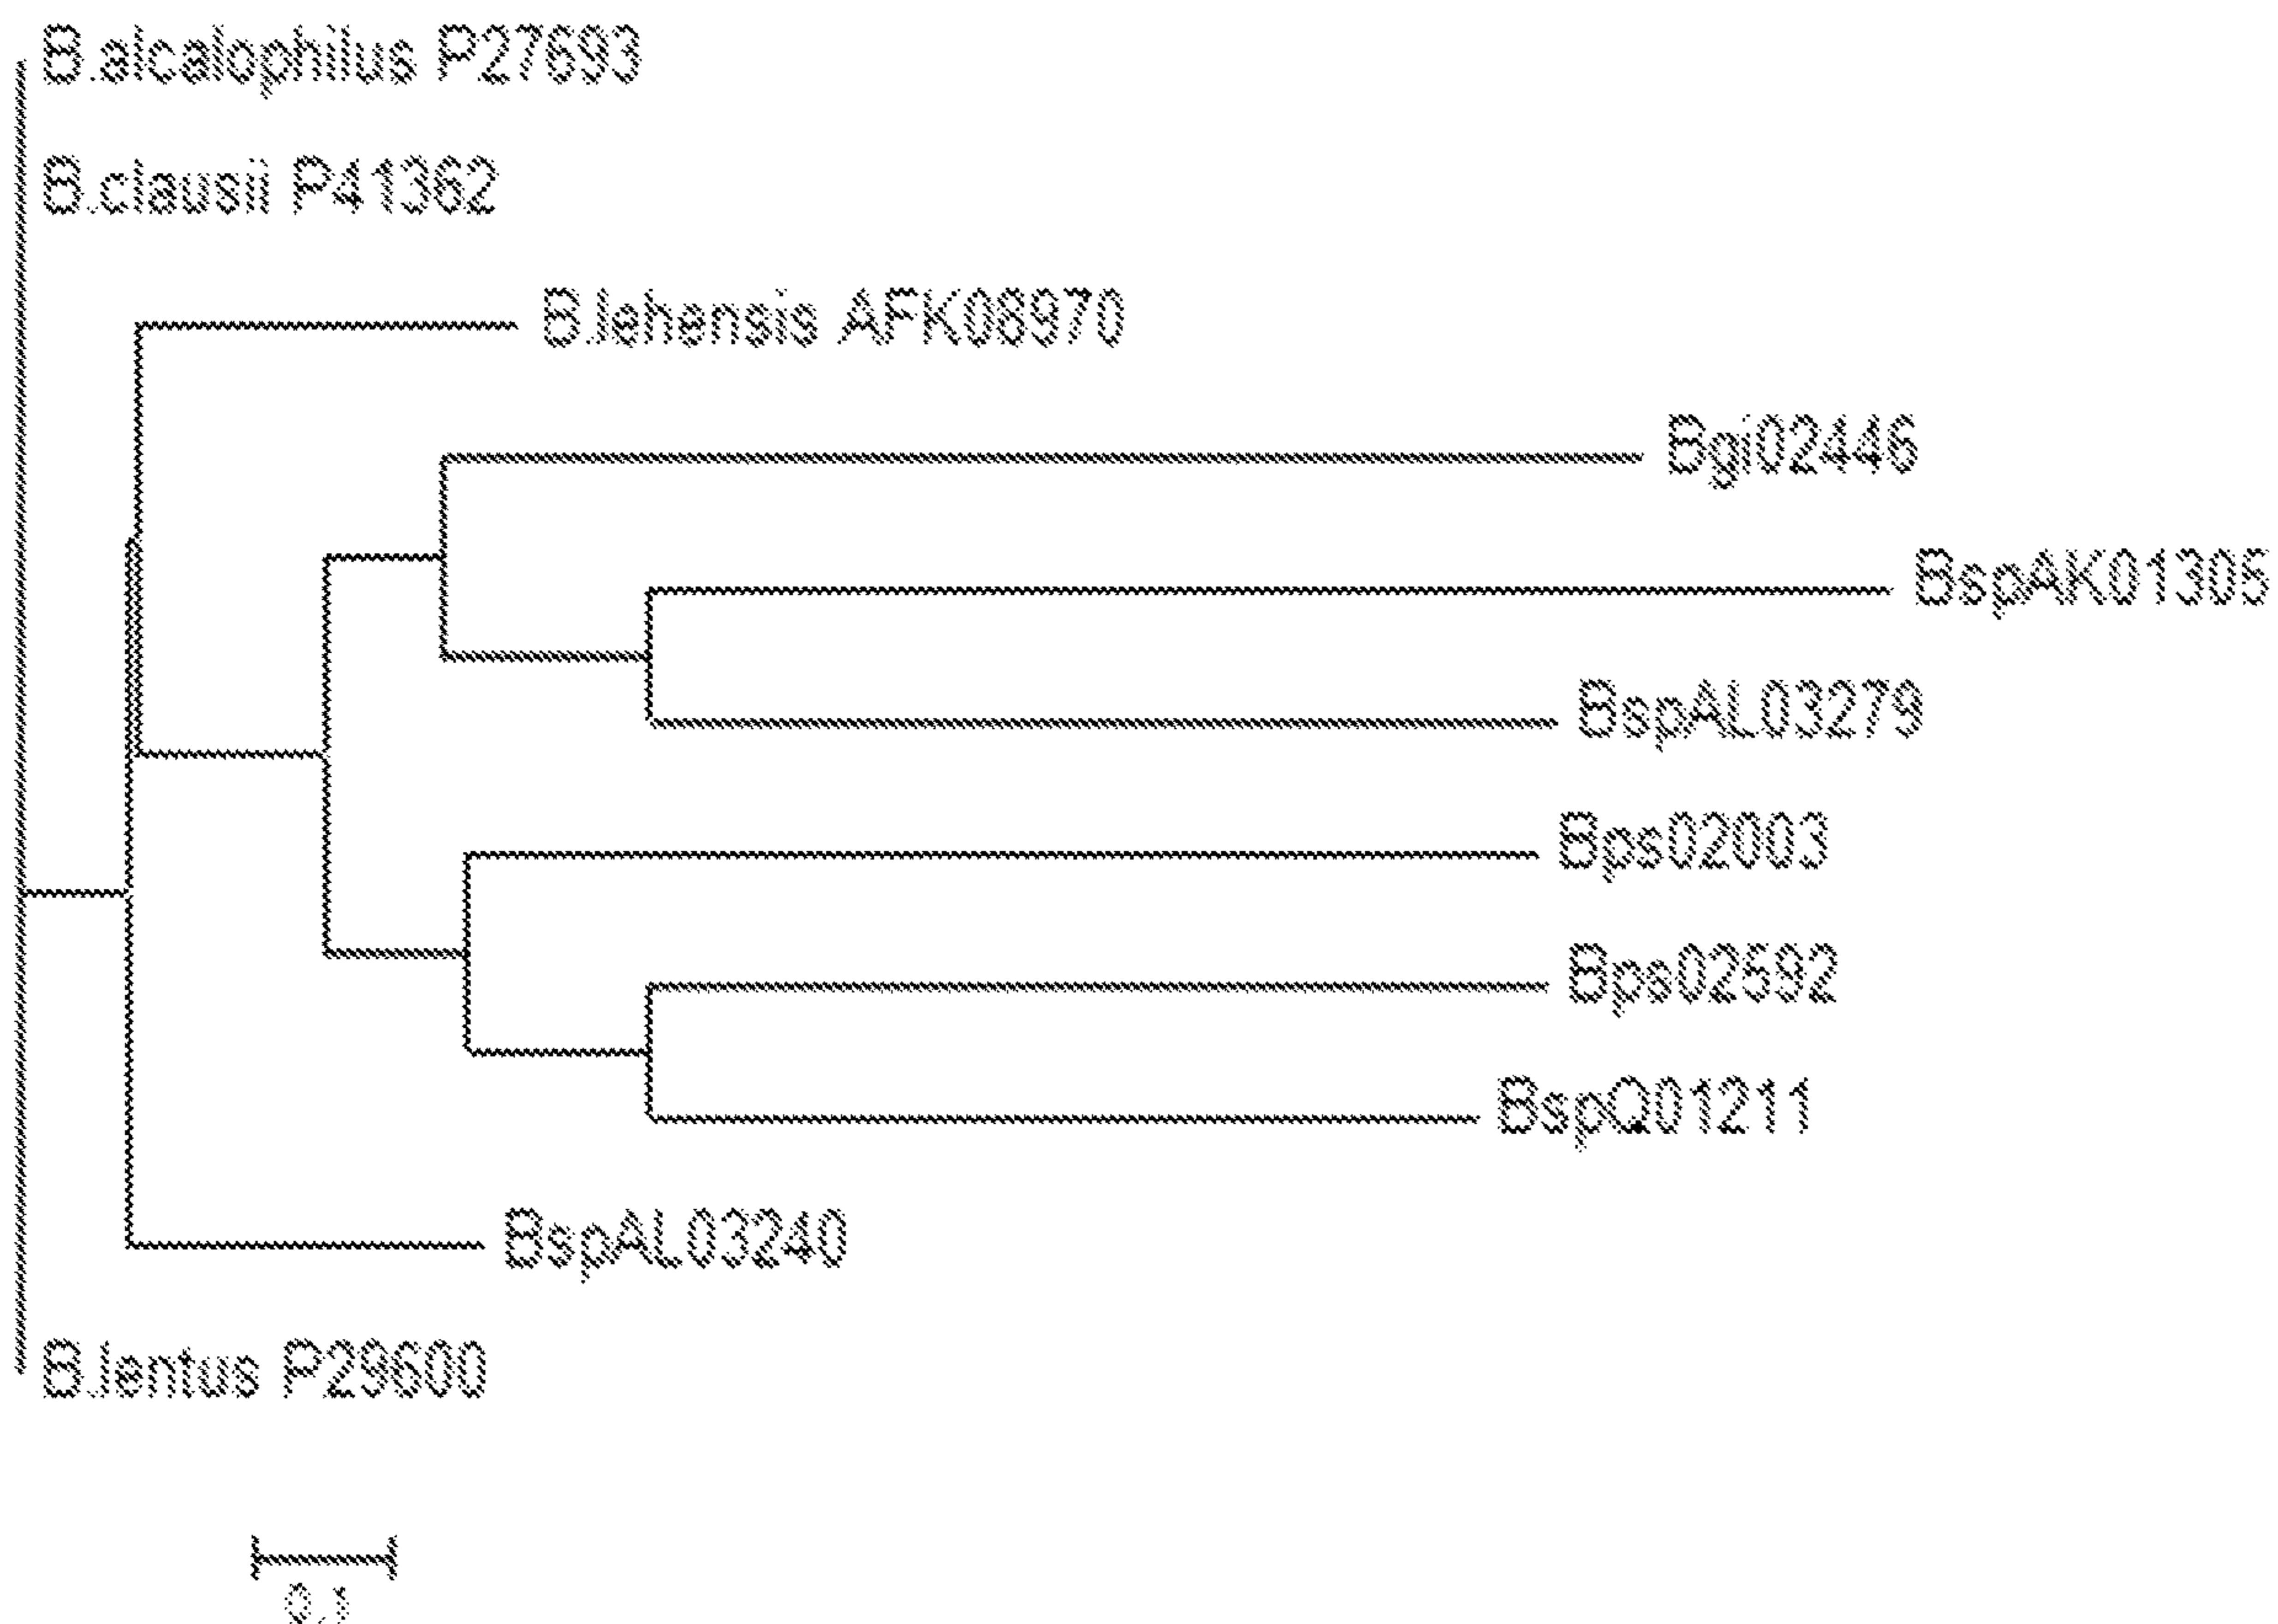 B.alcalophilus P27693
B.clausii P41362
B.lehensis AFK08970
Bgi02446
BspAK01305
BspAL03279
Bps02003
Bps02592
BspQ01211
BspAL03240
B.lentus P29600
0.1